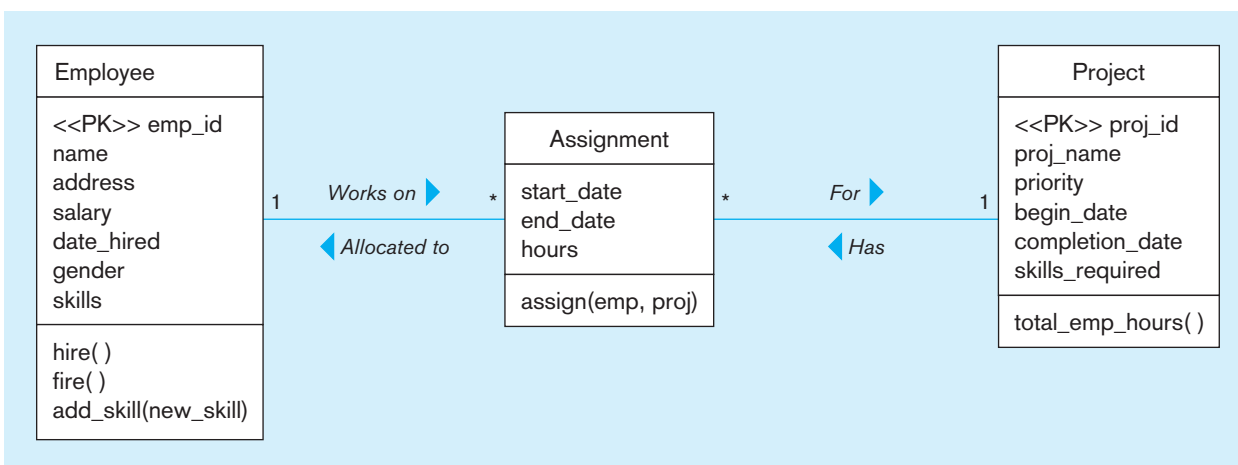 Employee
<<PK>> emp_id
name
address
salary
date_hired
gender
skills
hire( )
fire( )
add_skill(new_skill)
1
Works on
*
Allocated to
Assignment
start_date
end_date
hours
assign(emp, proj)
*
For
1
Has
Project
<<PK>> proj_id
proj_name
priority
begin_date
completion_date
skills_required
total_emp_hours( )